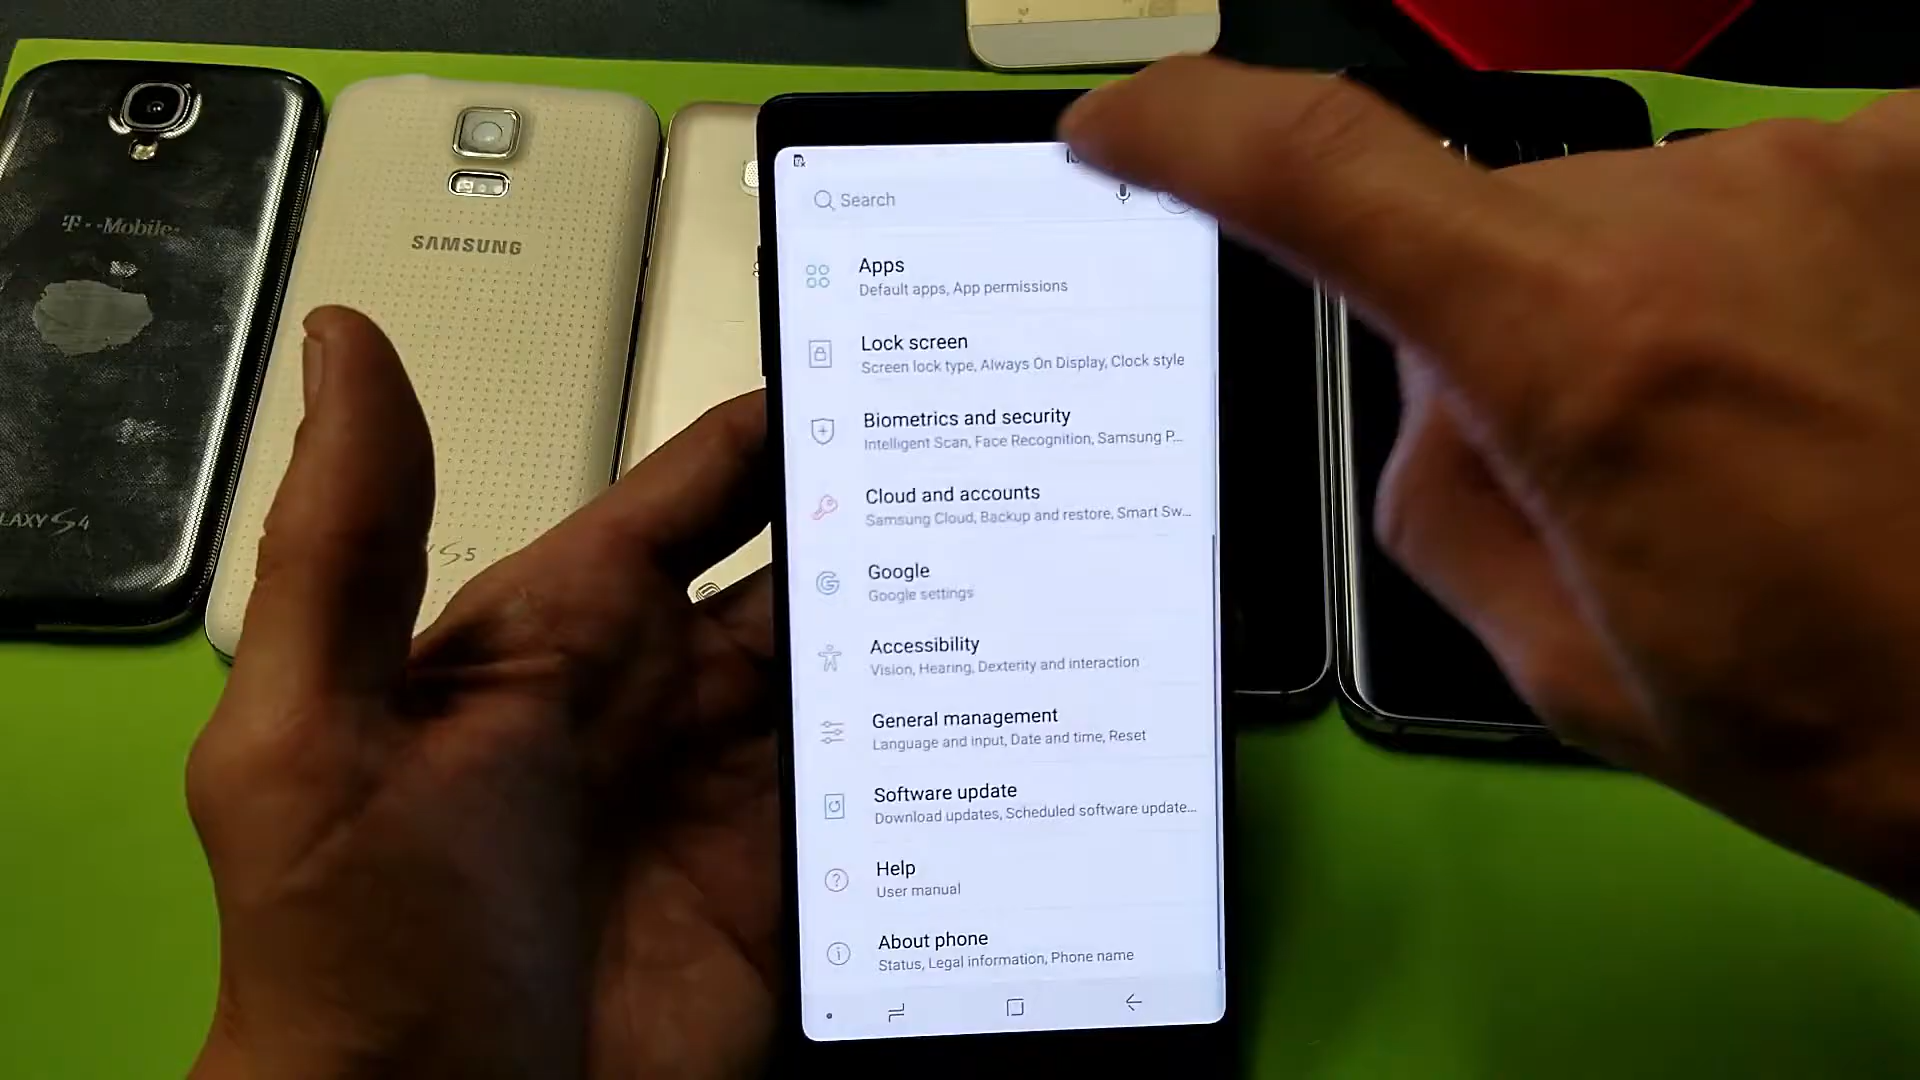 T··Mobile·
SAMSUNG
LAXY S4
S5
Search
Apps
Default apps, App permissions
Lock screen
Screen lock type, Always On Display, Clock style
Biometrics and security
Intelligent Scan, Face Recognition, Samsung P...
Cloud and accounts
Samsung Cloud, Backup and restore, Smart Sw...
Google
Google settings
Accessibility
Vision, Hearing, Dexterity and interaction
General management
Language and input, Date and time, Reset
Software update
Download updates, Scheduled software update...
Help
User manual
About phone
Status, Legal information, Phone name